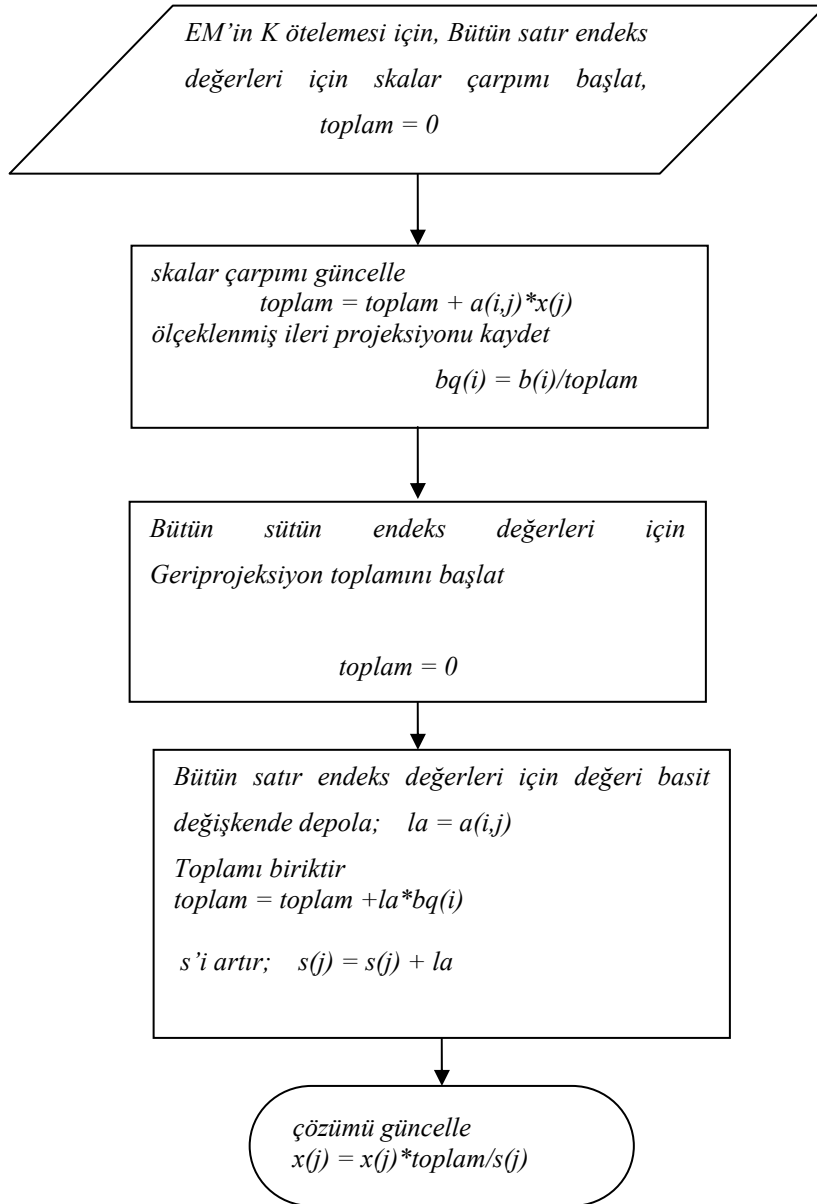 EM’in K ötelemesi için, Bütün satır endeks
değerleri için skalar çarpımı başlat,
toplam = 0
skalar çarpımı güncelle
toplam = toplam + a(i,j)*x(j)
ölçeklenmiş ileri projeksiyonu kaydet
bq(i) = b(i)/toplam
Bütün sütün endeks değerleri için
Geriprojeksiyon toplamını başlat
toplam = 0
Bütün satır endeks değerleri için değeri basit
değişkende depola; la = a(i,j)
Toplamı biriktir
toplam = toplam +la*bq(i)
s’i artır; s(j) = s(j) + la
çözümü güncelle
x(j) = x(j)*toplam/s(j)